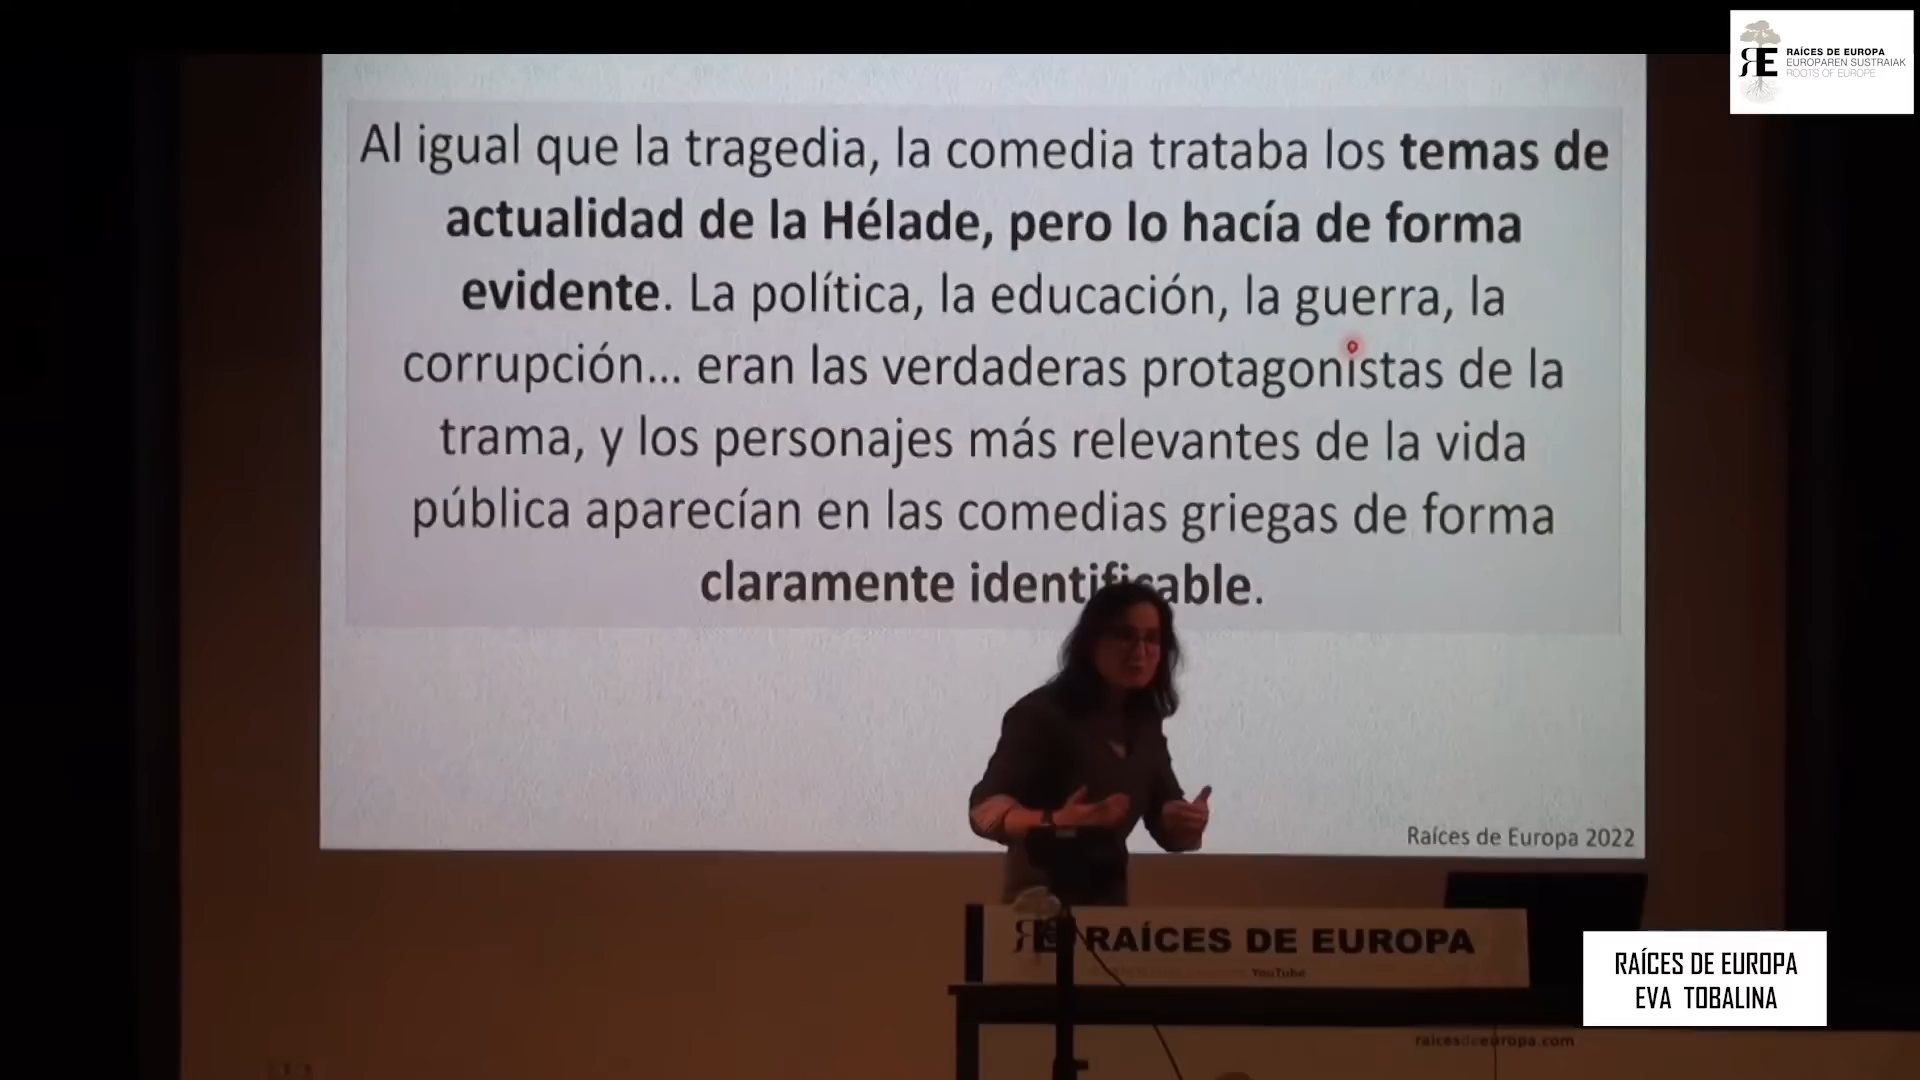 RAÍCES DE EUROPA
EUROPAREN SUSTRAIAK
ROOTS OF EUROPE
Al igual que la tragedia, la comedia trataba los temas de
actualidad de la Hélade, pero lo hacía de forma
evidente. La política, la educación, la guerra, la
corrupción... eran las verdaderas protagonistas de la
trama, y los personajes más relevantes de la vida
pública aparecían en las comedias griegas de forma
claramente identificable.
Raíces de Europa 2022
RAÍCES DE EUROPA
YouTube
RAÍCES DE EUROPA
EVA TOBALINA
raicesdeeuropa.com